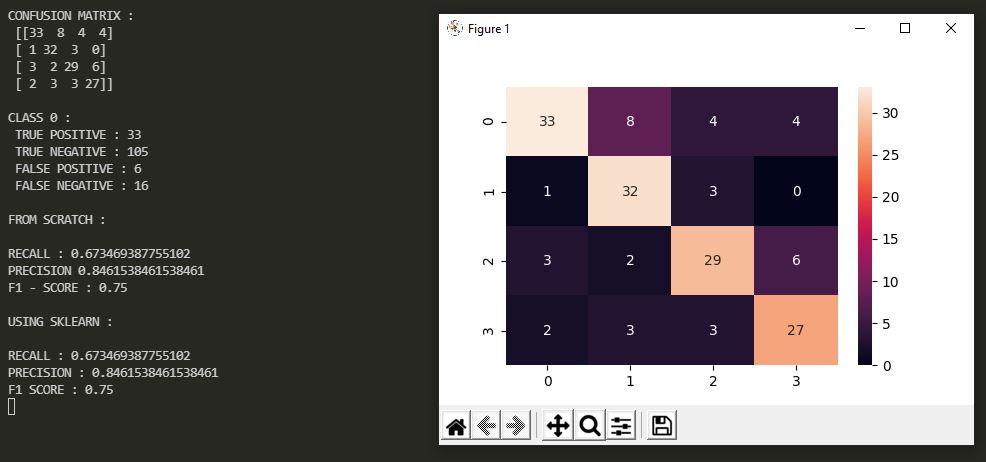 CONFUSION MATRIX :
[[33 8 4 4]
[ 1 32 3 0]
[ 3 2 29 6]
[ 2 3 3 27]]
CLASS 0 :
TRUE POSITIVE : 33
TRUE NEGATIVE : 105
FALSE POSITIVE : 6
FALSE NEGATIVE : 16
FROM SCRATCH :
RECALL : 0.673469387755102
PRECISION 0.8461538461538461
F1 - SCORE : 0.75
USING SKLEARN :
RECALL : 0.673469387755102
PRECISION : 0.8461538461538461
F1 SCORE : 0.75
Figure 1
0 33 8 4 4
1 1 32 3 0
2 3 2 29 6
3 2 3 3 27
0 1 2 3
30
25
20
15
10
5
0